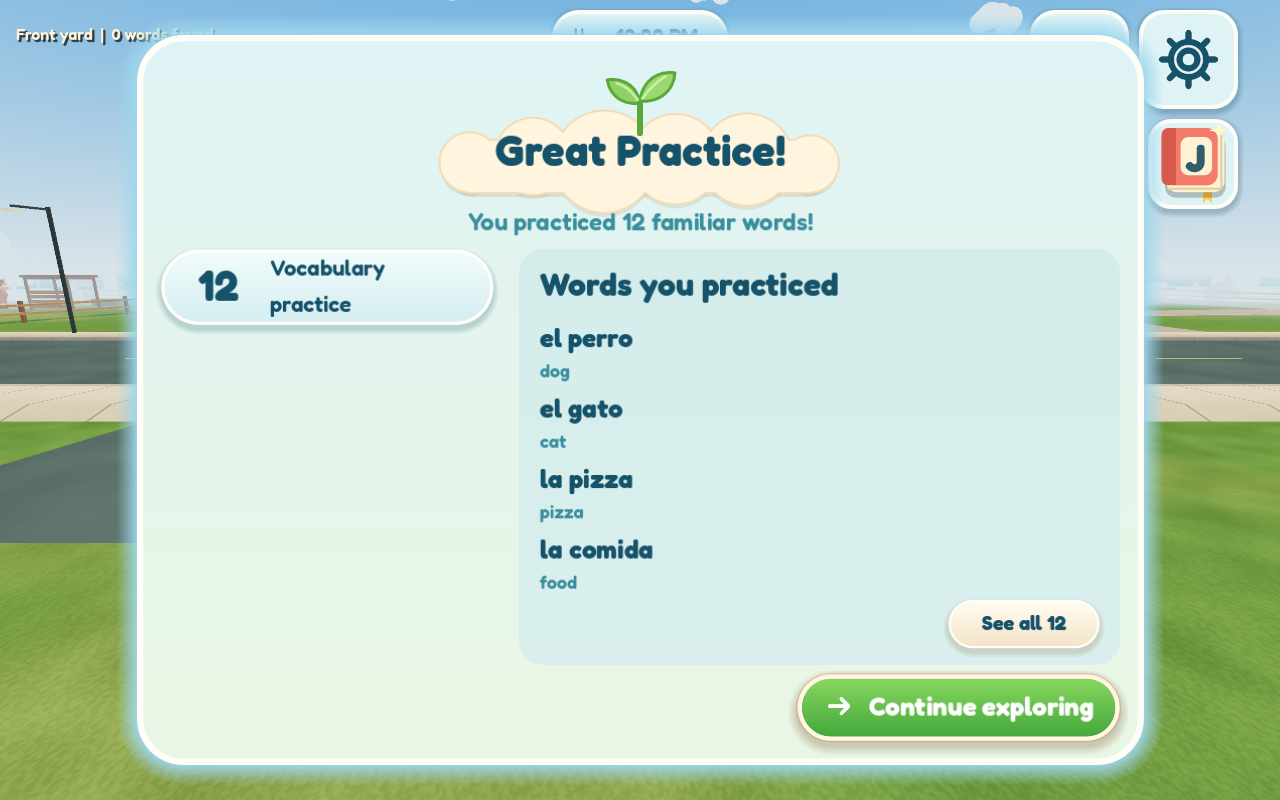 Front yard | 0 words found
Great Practice!
You practiced 12 familiar words!
12
Vocabulary
practice
Words you practiced
el perro
dog
el gato
cat
la pizza
pizza
la comida
food
See all 12
→ Continue exploring
J